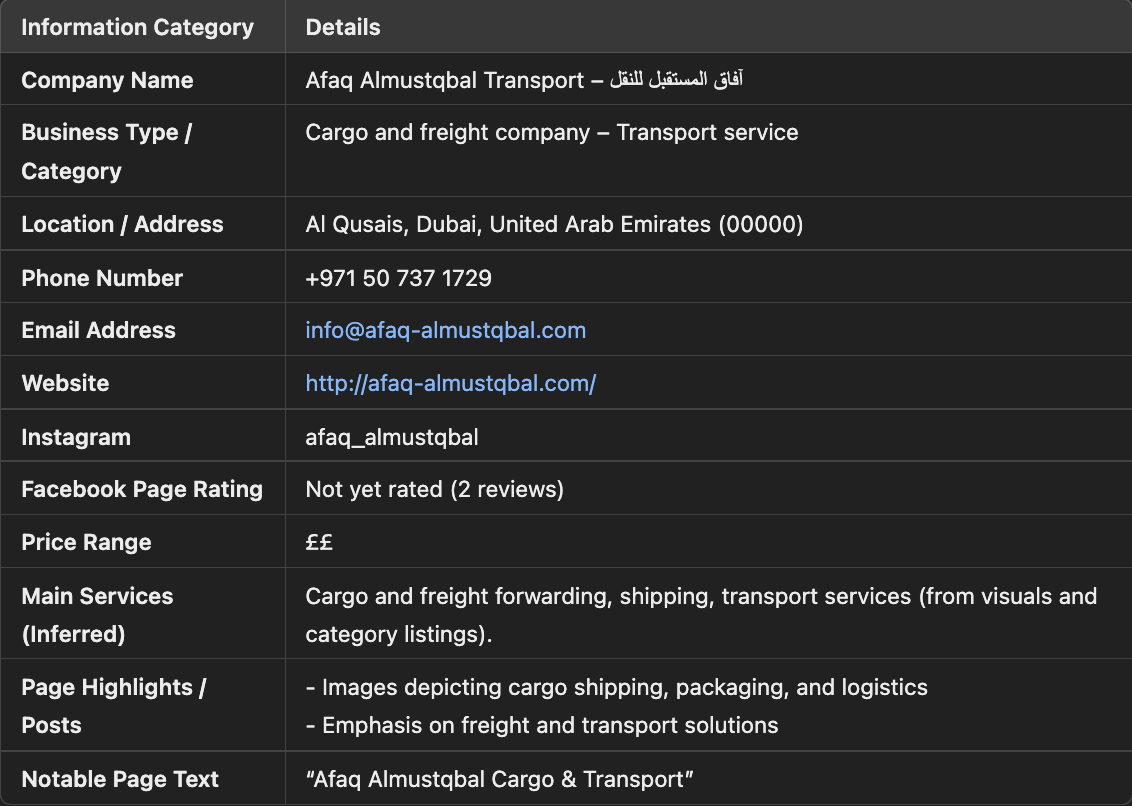 Information Category Details
Company Name Afaq Almustqbal Transport – آفاق المستقبل للنقل
Business Type / Cargo and freight company – Transport service
Category
Location / Address Al Qusais, Dubai, United Arab Emirates (00000)
Phone Number +971 50 737 1729
Email Address info@afaq-almustqbal.com
Website http://afaq-almustqbal.com/
Instagram afaq_almustqbal
Facebook Page Rating Not yet rated (2 reviews)
Price Range ££
Main Services Cargo and freight forwarding, shipping, transport services (from visuals and
(Inferred) category listings).
Page Highlights / - Images depicting cargo shipping, packaging, and logistics
Posts - Emphasis on freight and transport solutions
Notable Page Text “Afaq Almustqbal Cargo & Transport”